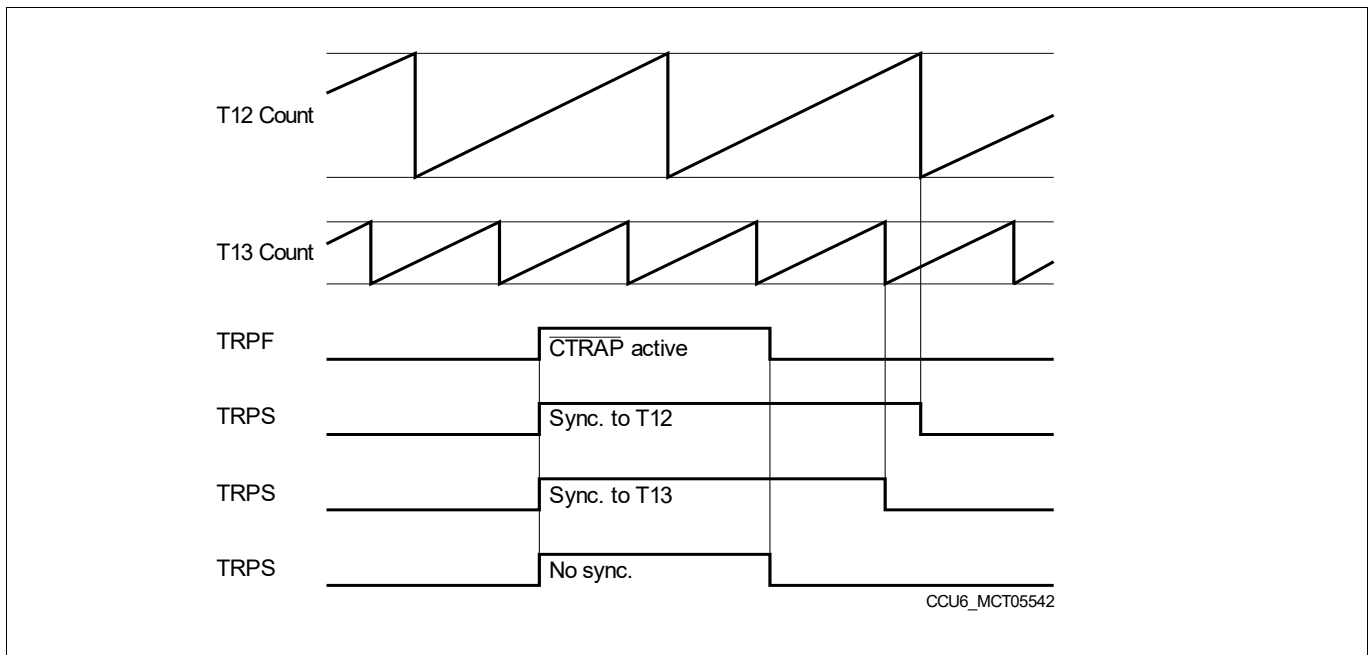 T12 Count
T13 Count
TRPF
CTRAP active
TRPS
Sync. to T12
TRPS
Sync. to T13
TRPS
No sync.
CCU6_MCT05542